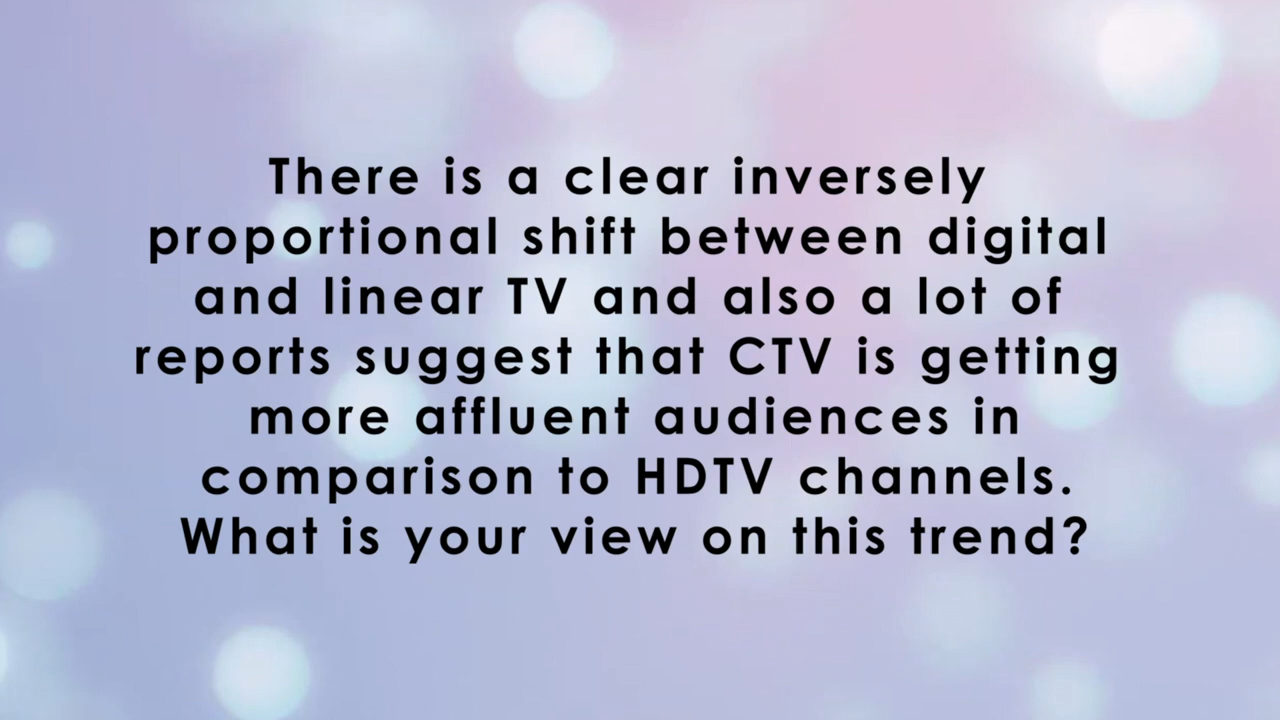 There is a clear inversely
proportional shift between digital
and linear TV and also a lot of
reports suggest that CTV is getting
more affluent audiences in
comparison to HDTV channels.
What is your view on this trend?